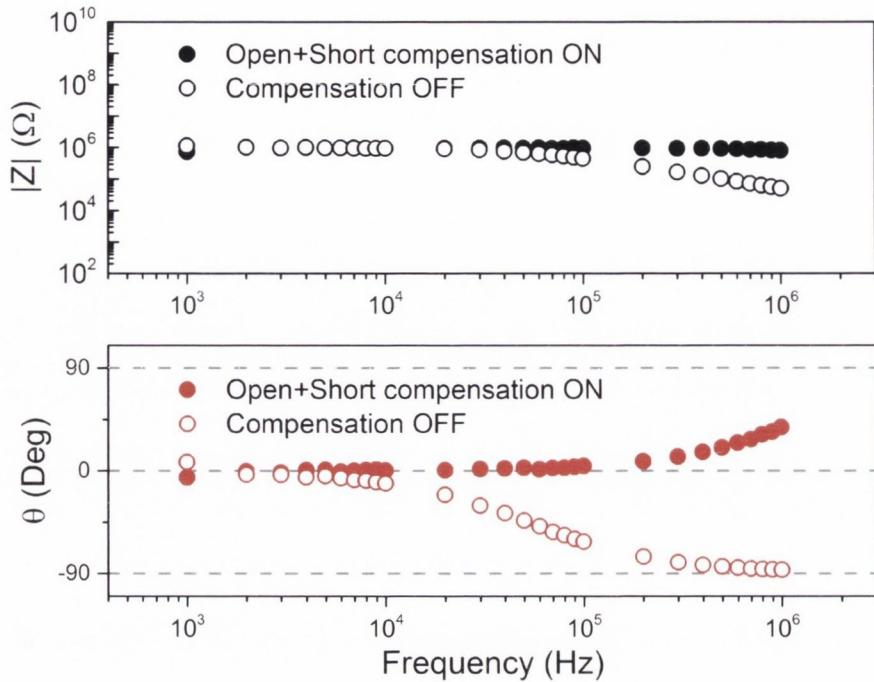 10^10
10^8
10^6
10^4
10^2
|Z| (Ω)
Open+Short compensation ON
Compensation OFF
10^3 10^4 10^5 10^6
90
0
-90
θ (Deg)
Open+Short compensation ON
Compensation OFF
10^3 10^4 10^5 10^6
Frequency (Hz)